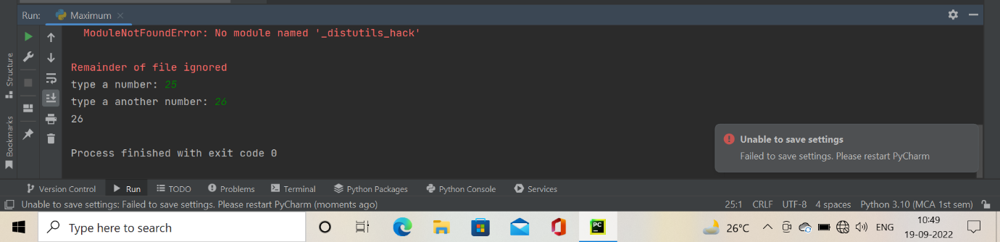 Run: Maximum
ModuleNotFoundError: No module named '_distutils_hack'
Remainder of file ignored
type a number: 25
type a another number: 26
26
Process finished with exit code 0
Structure
Bookmarks
Unable to save settings
Failed to save settings. Please restart PyCharm
Version Control Run TODO Problems Terminal Python Packages Python Console Services
Unable to save settings: Failed to save settings. Please restart PyCharm (moments ago) 25:1 CRLF UTF-8 4 spaces Python 3.10 (MCA 1st sem)
Type here to search PC 26°C ENG 10:49
19-09-2022